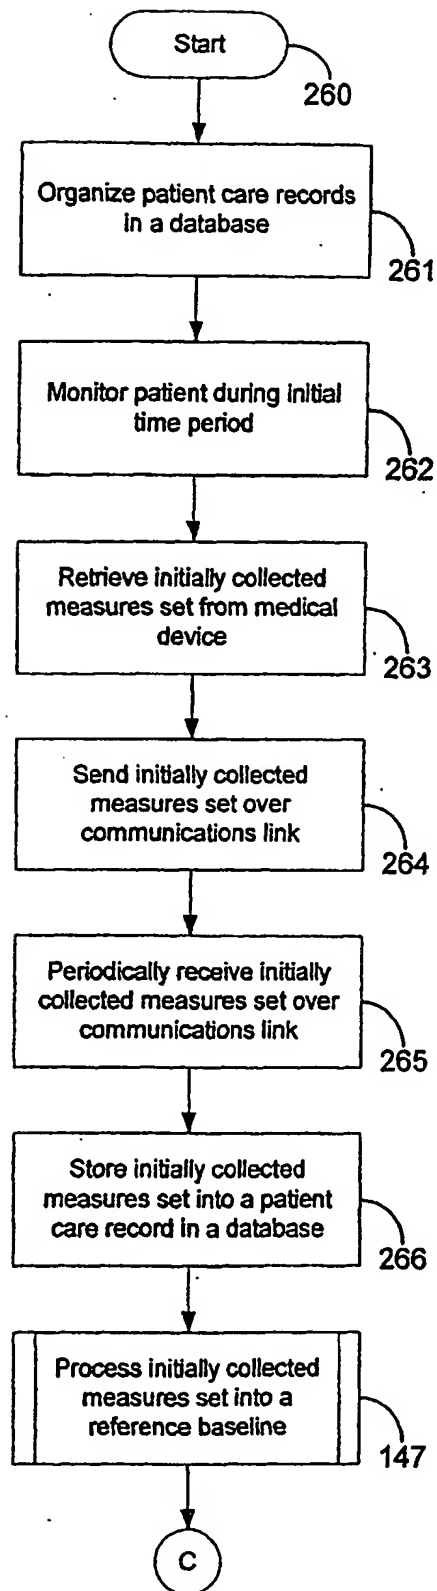 Start
260
Organize patient care records
in a database
261
Monitor patient during initial
time period
262
Retrieve initially collected
measures set from medical
device
263
Send initially collected
measures set over
communications link
264
Periodically receive initially
collected measures set over
communications link
265
Store initially collected
measures set into a patient
care record in a database
266
Process initially collected
measures set into a
reference baseline
147
C